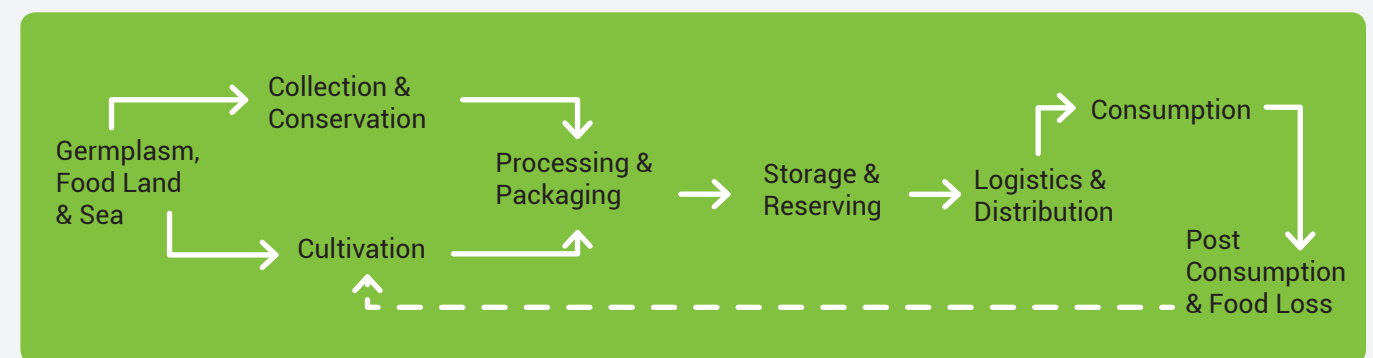 Germplasm,
Food Land
& Sea
Collection &
Conservation
Cultivation
Processing &
Packaging
Storage &
Reserving
Logistics &
Distribution
Consumption
Post
Consumption
& Food Loss